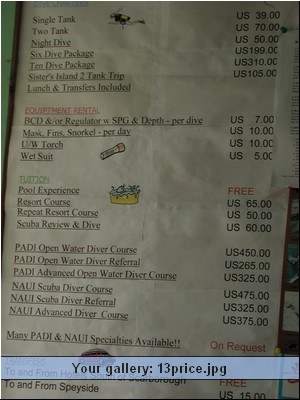 Single Tank US 39.00
Two Tank US 70.00
Night Dive US 50.00
Six Dive Package US199.00
Ten Dive Package US310.00
Sister's Island 2 Tank Trip US105.00
Lunch & Transfers Included
EQUIPTMENT RENTAL
BCD &/or Regulator w SPG & Depth - per dive US 7.00
Mask, Fins, Snorkel - per day US 10.00
U/W Torch US 10.00
Wet Suit US 5.00
TUITION
Pool Experience FREE
Resort Course US 65.00
Repeat Resort Course US 50.00
Scuba Review & Dive US 60.00
PADI Open Water Diver Course US450.00
PADI Open Water Diver Referral US265.00
PADI Advanced Open Water Diver Course US325.00
NAUI Scuba Diver Course US475.00
NAUI Scuba Diver Referral US325.00
NAUI Advanced Diver Course US375.00
Many PADI & NAUI Specialties Available!! On Request
Your gallery: 13price.jpg
To and From of Scarborough FREE
To and From Speyside US 15.00